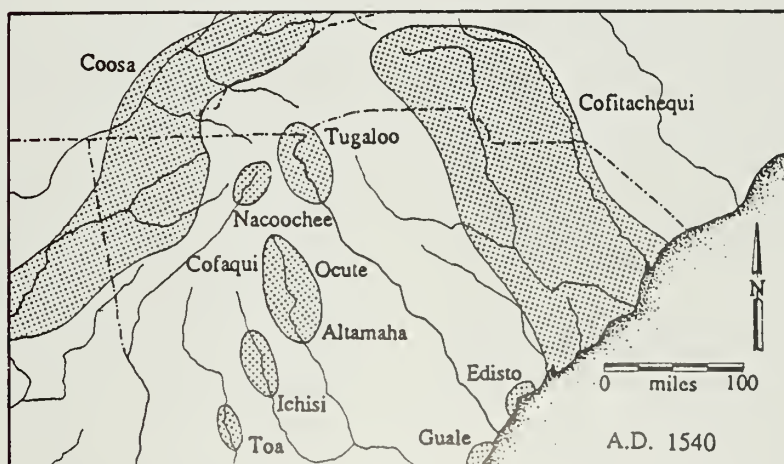 Coosa
Cofitachequi
Tugaloo
Nacoochee
Cofaqui
Ocute
Altamaha
N
Edisto
0 miles 100
Ichisi
Toa
Guale
A.D. 1540